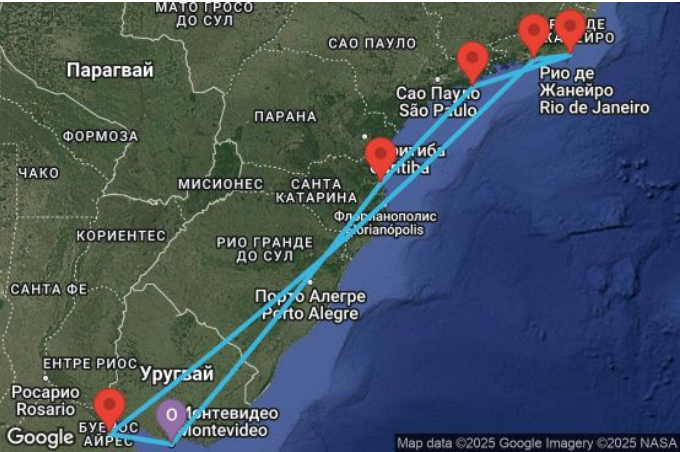 МАТО ГРОСО
ДО СУЛ
САО ПАУЛО
Парагвай
Сао Пауло
São Paulo
Рио де
Жанейро
Rio de Janeiro
ПАРАНА
ФОРМОЗА
ЧАКО
МИСИОНЕС
САНТА
КАТАРИНА
Флорианополис
Florianópolis
КОРИЕНТЕС
РИО ГРАНДЕ
ДО СУЛ
САНТА ФЕ
Порто Алегре
Porto Alegre
ЕНТРЕ РИОС
Уругвай
Росарио
Rosario
О
Монтевидео
Montevideo
БУЕНОС
АЙРЕС
Google
Map data ©2025 Google Imagery ©2025 NASA